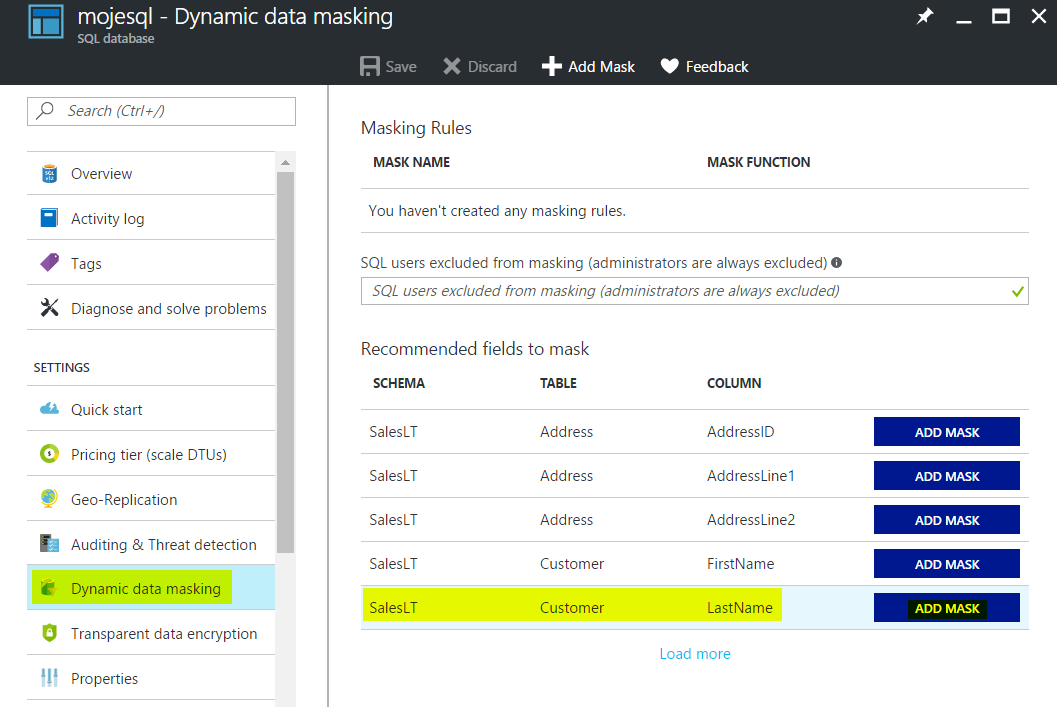 mojesql - Dynamic data masking
SQL database
Save Discard Add Mask Feedback
Search (Ctrl+/)
Overview
Activity log
Tags
Diagnose and solve problems
SETTINGS
Quick start
Pricing tier (scale DTUs)
Geo-Replication
Auditing & Threat detection
Dynamic data masking
Transparent data encryption
Properties
Masking Rules
MASK NAME MASK FUNCTION
You haven't created any masking rules.
SQL users excluded from masking (administrators are always excluded)
SQL users excluded from masking (administrators are always excluded)
Recommended fields to mask
SCHEMA TABLE COLUMN
SalesLT Address AddressID ADD MASK
SalesLT Address AddressLine1 ADD MASK
SalesLT Address AddressLine2 ADD MASK
SalesLT Customer FirstName ADD MASK
SalesLT Customer LastName ADD MASK
Load more